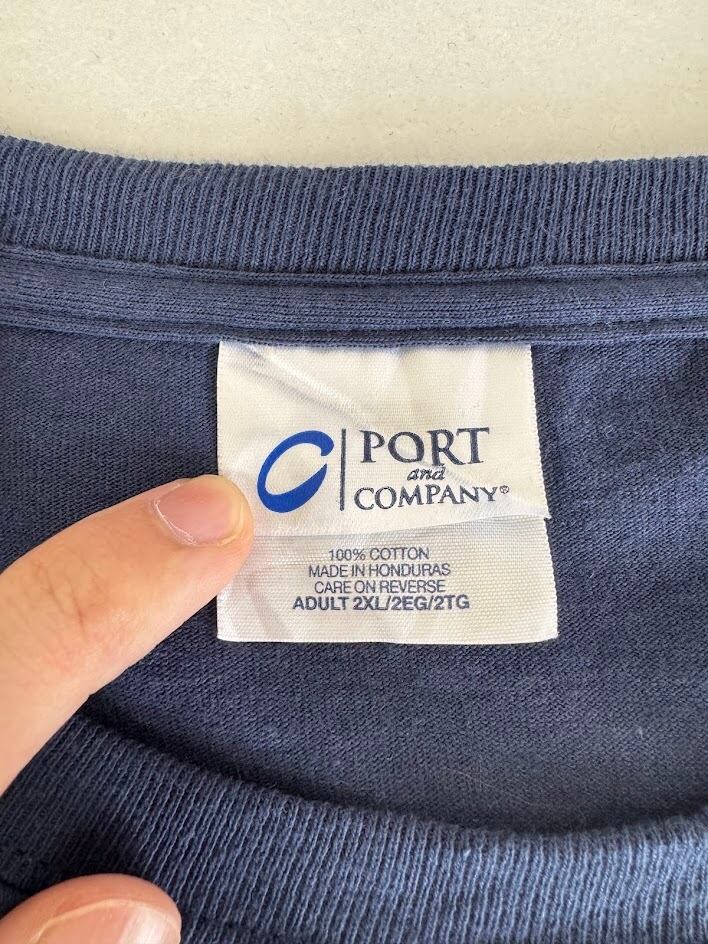 PORT
and
COMPANY®
100% COTTON
MADE IN HONDURAS
CARE ON REVERSE
ADULT 2XL/2EG/2TG